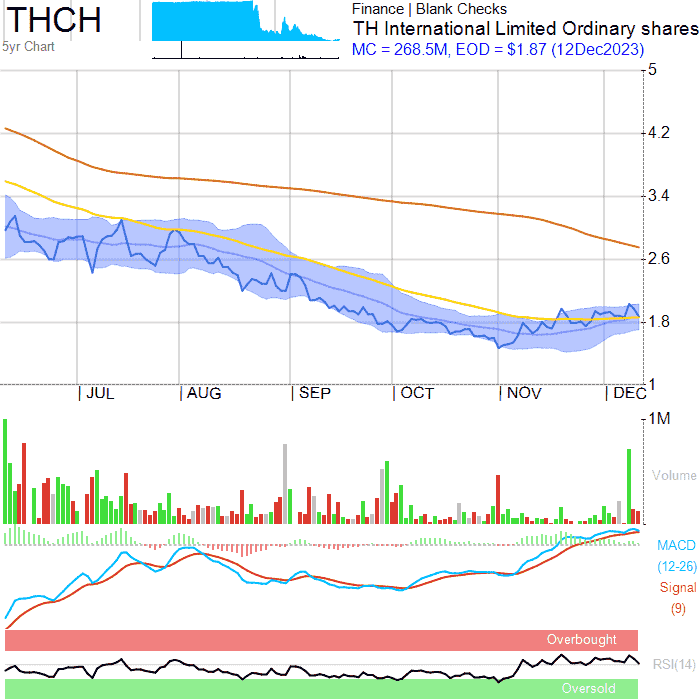 THCH
5yr Chart
Finance | Blank Checks
TH International Limited Ordinary shares
MC = 268.5M, EOD = $1.87 (12Dec2023)
5
4.2
3.4
2.6
1.8
1
JUL
AUG
SEP
OCT
NOV
DEC
1M
Volume
MACD
(12-26)
Signal
(9)
Overbought
RSI(14)
Oversold